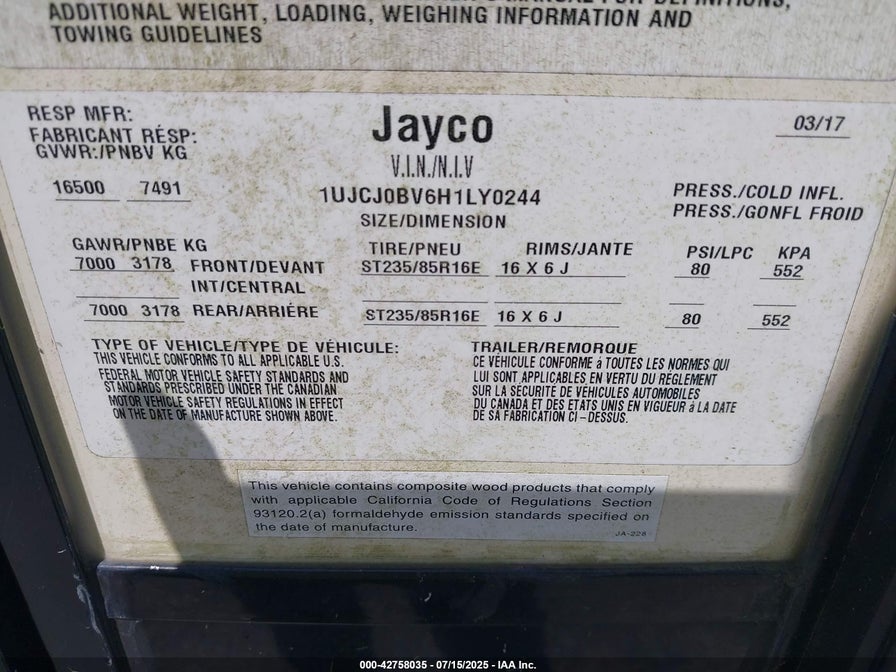 ADDITIONAL WEIGHT, LOADING, WEIGHING INFORMATION AND
TOWING GUIDELINES
RESP MFR:
FABRICANT RÉSP:
GVWR:/PNBV KG
16500 7491
Jayco
03/17
V.I.N./N.I.V
1UJCJ0BV6H1LY0244
SIZE/DIMENSION
PRESS./COLD INFL.
PRESS./GONFL FROID
GAWR/PNBE KG TIRE/PNEU RIMS/JANTE PSI/LPC KPA
7000 3178 FRONT/DEVANT ST235/85R16E 16 X 6 J 80 552
INT/CENTRAL
7000 3178 REAR/ARRIÉRE ST235/85R16E 16 X 6 J 80 552
TYPE OF VEHICLE/TYPE DE VÉHICULE: TRAILER/REMORQUE
THIS VEHICLE CONFORMS TO ALL APPLICABLE U.S.
FEDERAL MOTOR VEHICLE SAFETY STANDARDS AND
STANDARDS PRESCRIBED UNDER THE CANADIAN
MOTOR VEHICLE SAFETY REGULATIONS IN EFFECT
ON THE DATE OF MANUFACTURE SHOWN ABOVE.
CE VÉHICULE CONFORME á TOUTES LES NORMES QUI
LUI SONT APPLICABLES EN VERTU DU RÉGLEMENT
SUR LA SÉCURITÉ DE VÉHICULES AUTOMOBILES
DU CANADA ET DES ETATS UNIS EN VIGUEUR á LA DATE
DE SA FABRICATION CI-DESSUS.
This vehicle contains composite wood products that comply
with applicable California Code of Regulations Section
93120.2(a) formaldehyde emission standards specified on
the date of manufacture.
JA-228
000-42758035 - 07/15/2025 - IAA Inc.